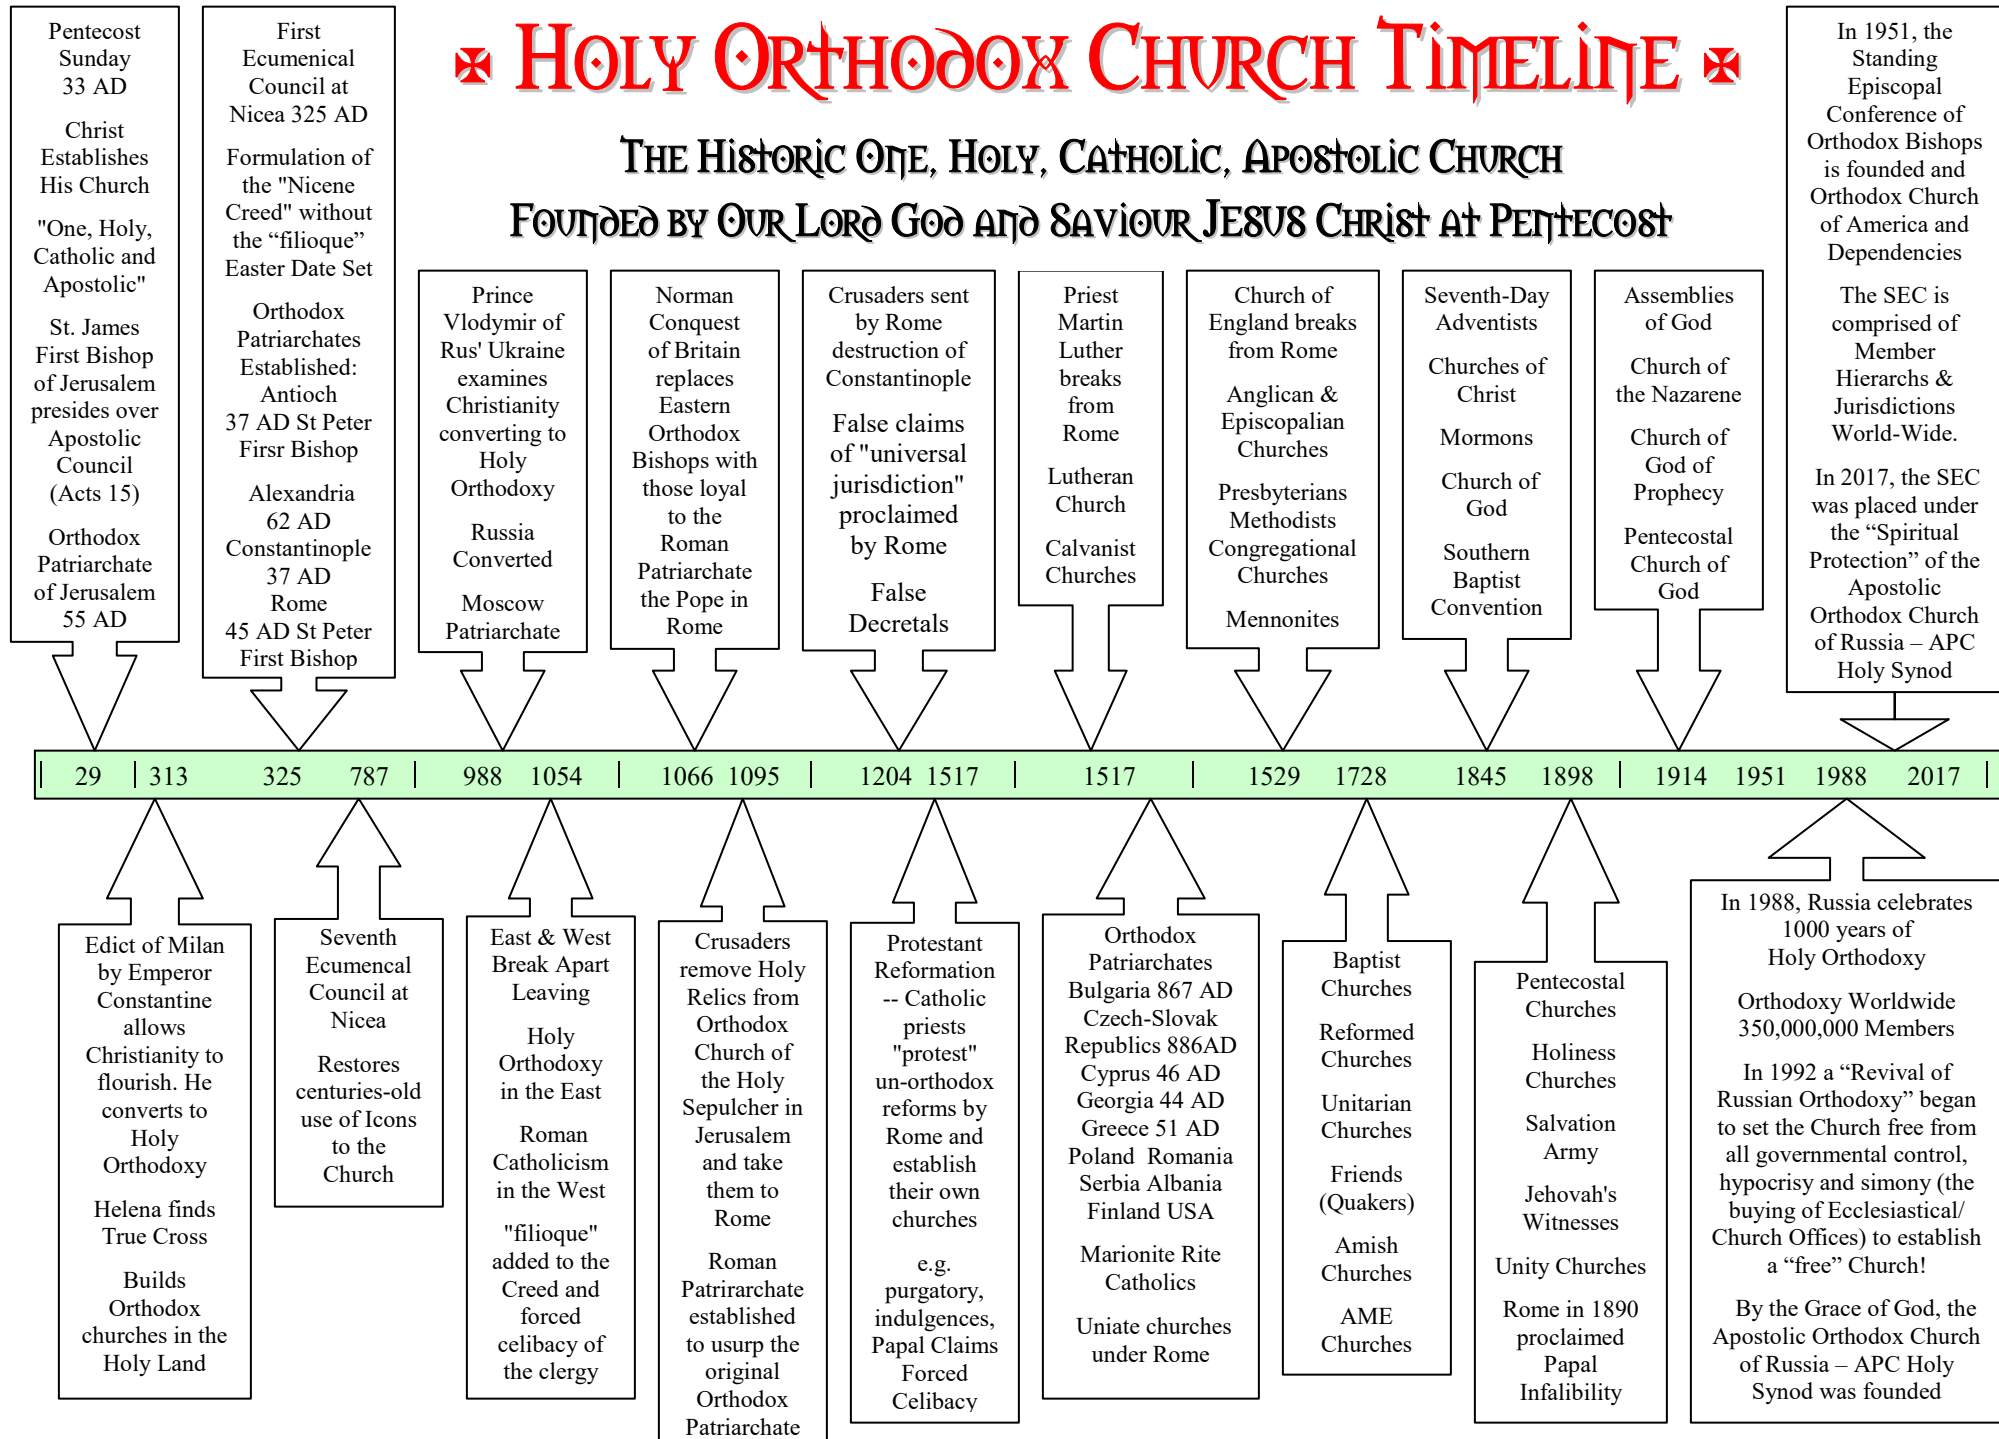 ✠ Holy Orthodox Church Timeline ✠
The Historic One, Holy, Catholic, Apostolic Church
Founded by Our Lord God and Saviour Jesus Christ at Pentecost
Pentecost
Sunday
33 AD
Christ
Establishes
His Church
"One, Holy,
Catholic and
Apostolic"
St. James
First Bishop
of Jerusalem
presides over
Apostolic
Council
(Acts 15)
Orthodox
Patriarchate
of Jerusalem
55 AD
First
Ecumenical
Council at
Nicea 325 AD
Formulation of
the "Nicene
Creed" without
the “filioque”
Easter Date Set
Orthodox
Patriarchates
Established:
Antioch
37 AD St Peter
Firsr Bishop
Alexandria
62 AD
Constantinople
37 AD
Rome
45 AD St Peter
First Bishop
Prince
Vlodymir of
Rus' Ukraine
examines
Christianity
converting to
Holy
Orthodoxy
Russia
Converted
Moscow
Patriarchate
Norman
Conquest
of Britain
replaces
Eastern
Orthodox
Bishops with
those loyal
to the
Roman
Patriarchate
the Pope in
Rome
Crusaders sent
by Rome
destruction of
Constantinople
False claims
of "universal
jurisdiction"
proclaimed
by Rome
False
Decretals
Priest
Martin
Luther
breaks
from
Rome
Lutheran
Church
Calvanist
Churches
Church of
England breaks
from Rome
Anglican &
Episcopalian
Churches
Presbyterians
Methodists
Congregational
Churches
Mennonites
Seventh-Day
Adventists
Churches of
Christ
Mormons
Church of
God
Southern
Baptist
Convention
Assemblies
of God
Church of
the Nazarene
Church of
God of
Prophecy
Pentecostal
Church of
God
In 1951, the
Standing
Episcopal
Conference of
Orthodox Bishops
is founded and
Orthodox Church
of America and
Dependencies
The SEC is
comprised of
Member
Hierarchs &
Jurisdictions
World-Wide.
In 2017, the SEC
was placed under
the “Spiritual
Protection” of the
Apostolic
Orthodox Church
of Russia – APC
Holy Synod
| 29 | 313 325 787 | 988 1054 | 1066 1095 | 1204 1517 | 1517 | 1529 1728 1845 1898 | 1914 1951 1988 2017 |
Edict of Milan
by Emperor
Constantine
allows
Christianity to
flourish. He
converts to
Holy
Orthodoxy
Helena finds
True Cross
Builds
Orthodox
churches in the
Holy Land
Seventh
Ecumencal
Council at
Nicea
Restores
centuries-old
use of Icons
to the
Church
East & West
Break Apart
Leaving
Holy
Orthodoxy
in the East
Roman
Catholicism
in the West
"filioque"
added to the
Creed and
forced
celibacy of
the clergy
Crusaders
remove Holy
Relics from
Orthodox
Church of
the Holy
Sepulcher in
Jerusalem
and take
them to
Rome
Roman
Patrirarchate
established
to usurp the
original
Orthodox
Patriarchate
Protestant
Reformation
-- Catholic
priests
"protest"
un-orthodox
reforms by
Rome and
establish
their own
churches
e.g.
purgatory,
indulgences,
Papal Claims
Forced
Celibacy
Orthodox
Patriarchates
Bulgaria 867 AD
Czech-Slovak
Republics 886AD
Cyprus 46 AD
Georgia 44 AD
Greece 51 AD
Poland Romania
Serbia Albania
Finland USA
Marionite Rite
Catholics
Uniate churches
under Rome
Baptist
Churches
Reformed
Churches
Unitarian
Churches
Friends
(Quakers)
Amish
Churches
AME
Churches
Pentecostal
Churches
Holiness
Churches
Salvation
Army
Jehovah's
Witnesses
Unity Churches
Rome in 1890
proclaimed
Papal
Infalibility
In 1988, Russia celebrates
1000 years of
Holy Orthodoxy
Orthodoxy Worldwide
350,000,000 Members
In 1992 a “Revival of
Russian Orthodoxy” began
to set the Church free from
all governmental control,
hypocrisy and simony (the
buying of Ecclesiastical/
Church Offices) to establish
a “free” Church!
By the Grace of God, the
Apostolic Orthodox Church
of Russia – APC Holy
Synod was founded